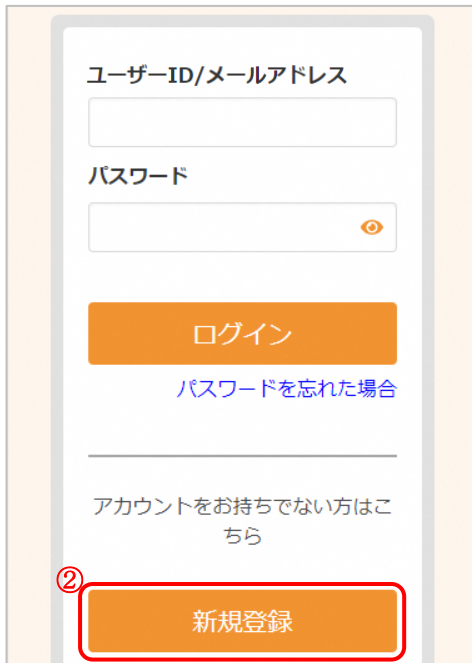 ユーザーID/メールアドレス
パスワード
ログイン
パスワードを忘れた場合
アカウントをお持ちでない方はこ
ちら
②
新規登録